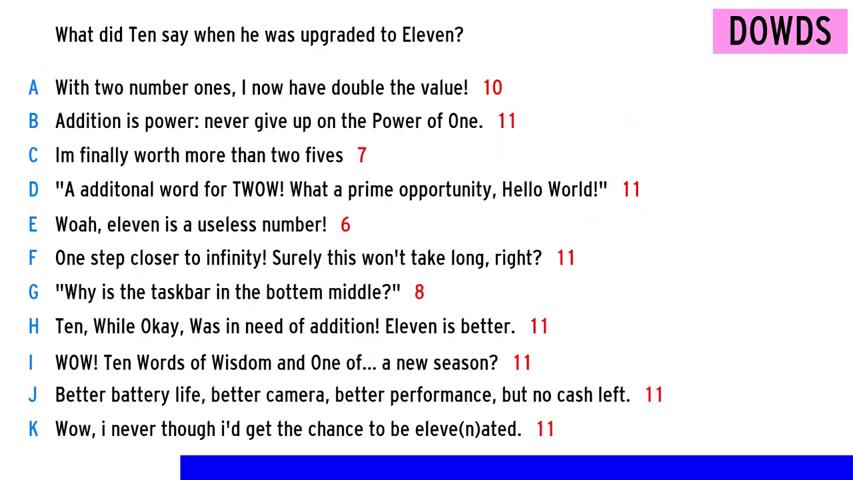 What did Ten say when he was upgraded to Eleven?
DOWDS
A With two number ones, I now have double the value! 10
B Addition is power: never give up on the Power of One. 11
C Im finally worth more than two fives 7
D "A additonal word for TWOW! What a prime opportunity, Hello World!" 11
E Woah, eleven is a useless number! 6
F One step closer to infinity! Surely this won't take long, right? 11
G "Why is the taskbar in the bottem middle?" 8
H Ten, While Okay, Was in need of addition! Eleven is better. 11
I WOW! Ten Words of Wisdom and One of... a new season? 11
J Better battery life, better camera, better performance, but no cash left. 11
K Wow, i never though i'd get the chance to be eleve(n)ated. 11